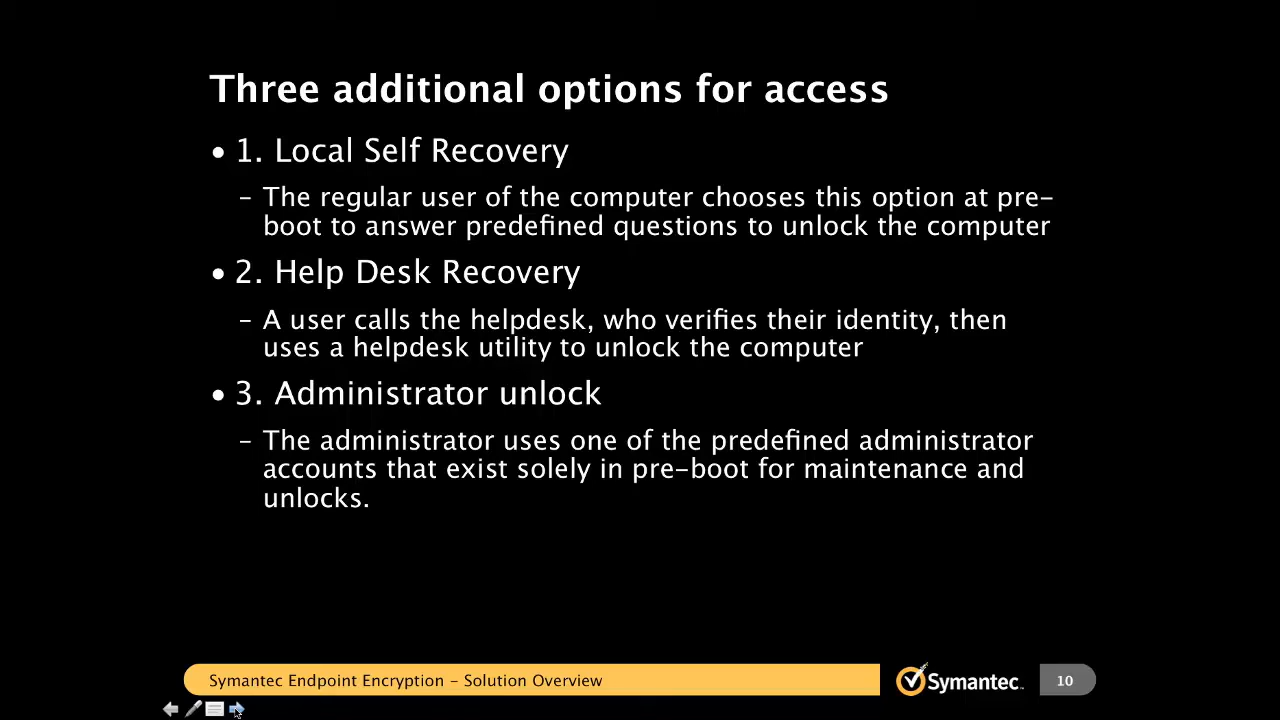 Three additional options for access
• 1. Local Self Recovery
– The regular user of the computer chooses this option at pre-
boot to answer predefined questions to unlock the computer
• 2. Help Desk Recovery
– A user calls the helpdesk, who verifies their identity, then
uses a helpdesk utility to unlock the computer
• 3. Administrator unlock
– The administrator uses one of the predefined administrator
accounts that exist solely in pre-boot for maintenance and
unlocks.
Symantec Endpoint Encryption – Solution Overview
Symantec™
10